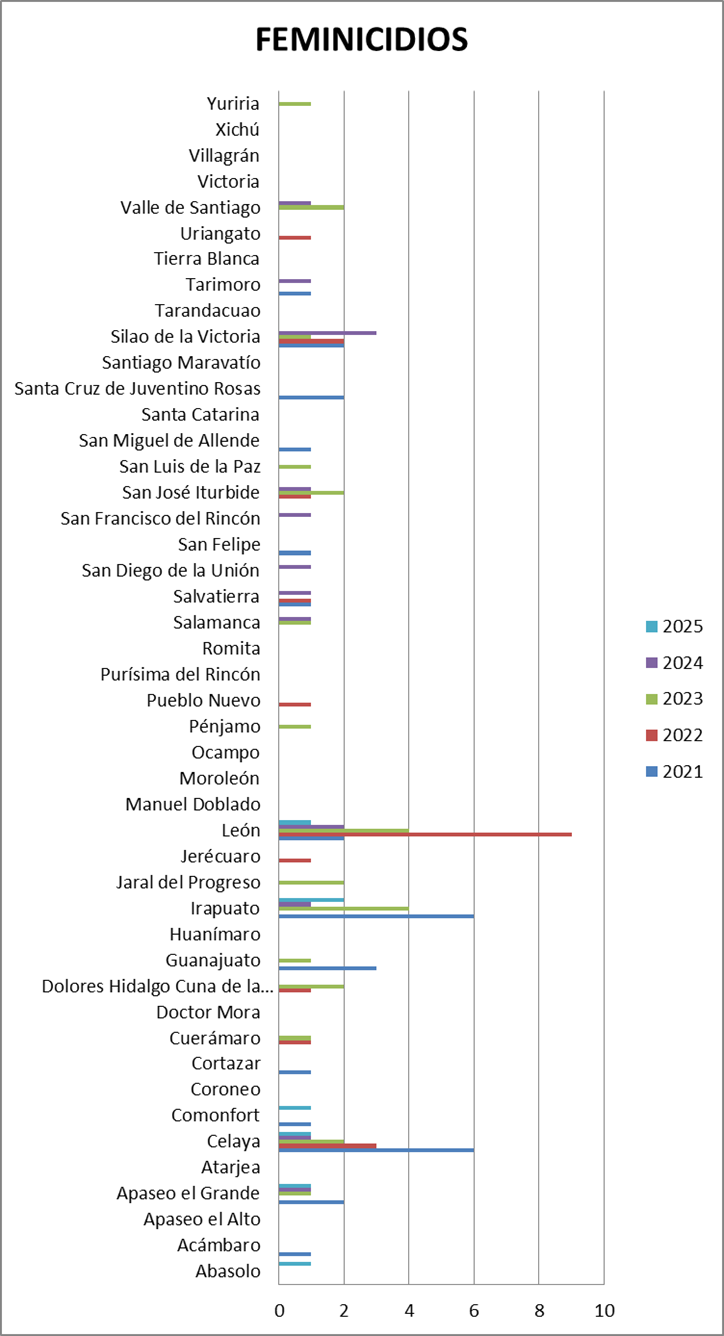 FEMINICIDIOS
Yuriria
Xichú
Villagrán
Victoria
Valle de Santiago
Uriangato
Tierra Blanca
Tarimoro
Tarandacuao
Silao de la Victoria
Santiago Maravatío
Santa Cruz de Juventino Rosas
Santa Catarina
San Miguel de Allende
San Luis de la Paz
San José Iturbide
San Francisco del Rincón
San Felipe
San Diego de la Unión
Salvatierra
Salamanca
Romita
Purísima del Rincón
Pueblo Nuevo
Pénjamo
Ocampo
Moroleón
Manuel Doblado
León
Jerécuaro
Jaral del Progreso
Irapuato
Huanímaro
Guanajuato
Dolores Hidalgo Cuna de la...
Doctor Mora
Cuerámaro
Cortazar
Coroneo
Comonfort
Celaya
Atarjea
Apaseo el Grande
Apaseo el Alto
Acámbaro
Abasolo
0 2 4 6 8 10
2025
2024
2023
2022
2021